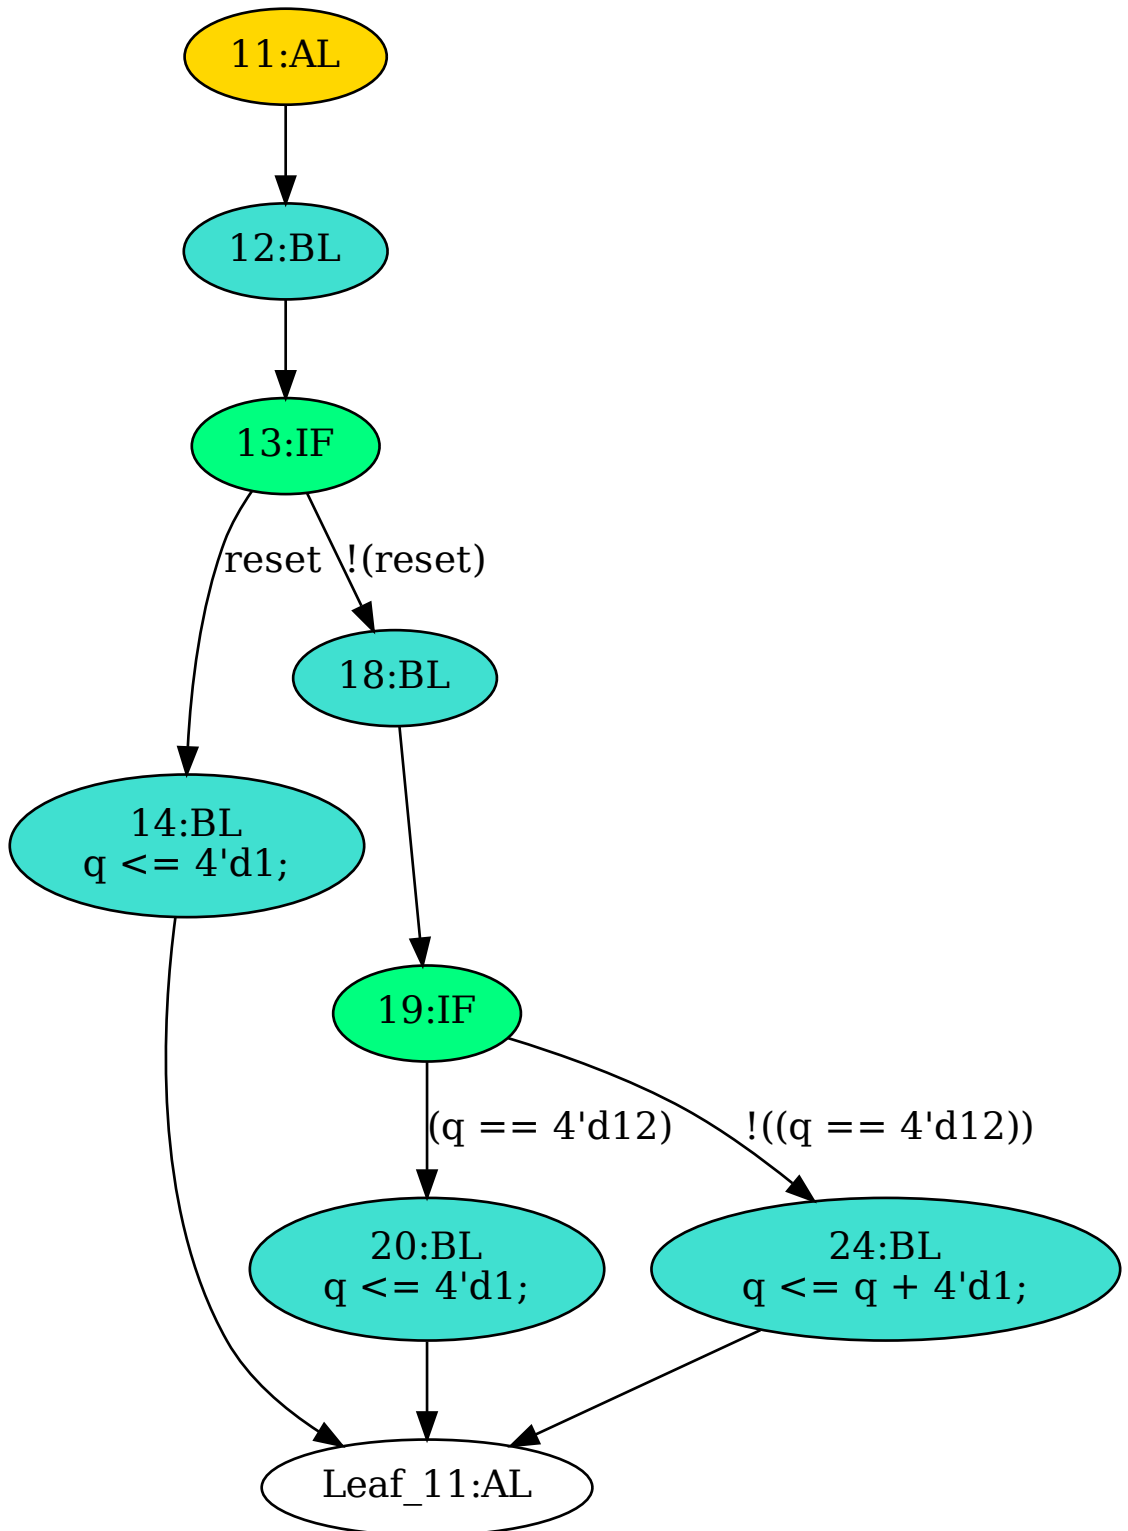 11:AL
12:BL
13:IF
reset
!(reset)
18:BL
14:BL
q <= 4'd1;
19:IF
(q == 4'd12)
!((q == 4'd12))
20:BL
q <= 4'd1;
24:BL
q <= q + 4'd1;
Leaf_11:AL